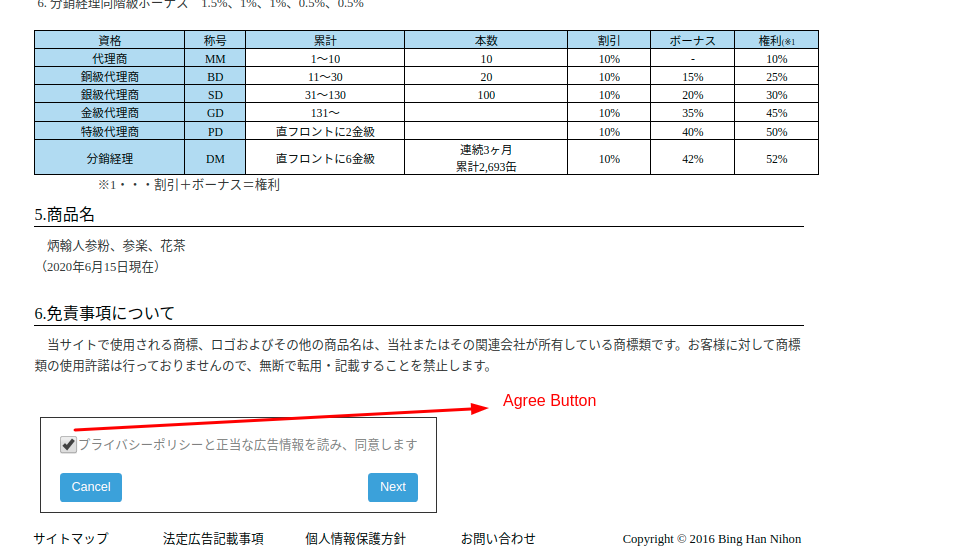 6. 分銷経理同階級ボーナス　1.5%、1%、1%、0.5%、0.5%
資格 称号 累計 本数 割引 ボーナス 権利(※1
代理商 MM 1～10 10 10% - 10%
銅級代理商 BD 11～30 20 10% 15% 25%
銀級代理商 SD 31～130 100 10% 20% 30%
金級代理商 GD 131～ 10% 35% 45%
特級代理商 PD 直フロントに2金級 10% 40% 50%
分銷経理 DM 直フロントに6金級 連続3ヶ月 10% 42% 52%
累計2,693缶
※1・・・割引＋ボーナス＝権利
5.商品名
炳翰人参粉、参楽、花茶
（2020年6月15日現在）
6.免責事項について
当サイトで使用される商標、ロゴおよびその他の商品名は、当社またはその関連会社が所有している商標類です。お客様に対して商標
類の使用許諾は行っておりませんので、無断で転用・記載することを禁止します。
Agree Button
プライバシーポリシーと正当な広告情報を読み、同意します
Cancel Next
サイトマップ 法定広告記載事項 個人情報保護方針 お問い合わせ Copyright © 2016 Bing Han Nihon